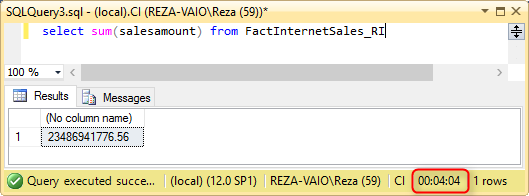 SQLQuery3.sql - (local).CI (REZA-VAIO\Reza (59))*
select sum(salesamount) from FactInternetSales_RI
100 %
Results Messages
(No column name)
1 23486941776.56
Query executed succe... (local) (12.0 SP1) REZA-VAIO\Reza (59) CI 00:04:04 1 rows